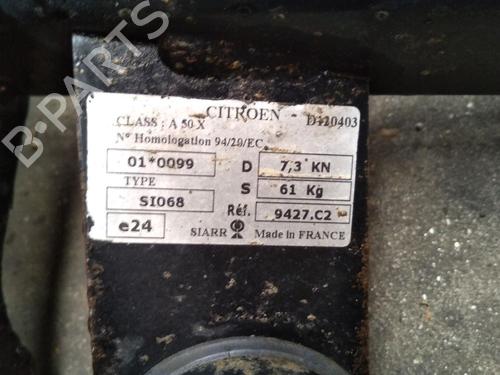 B-PARTS
CITROEN - D120403
CLASS : A 50 X
N° Homologation 94/20/EC
01*0099 D 7,3 KN
TYPE S 61 Kg
SI068 Réf. 9427.C2
e24 SIARR Made in FRANCE